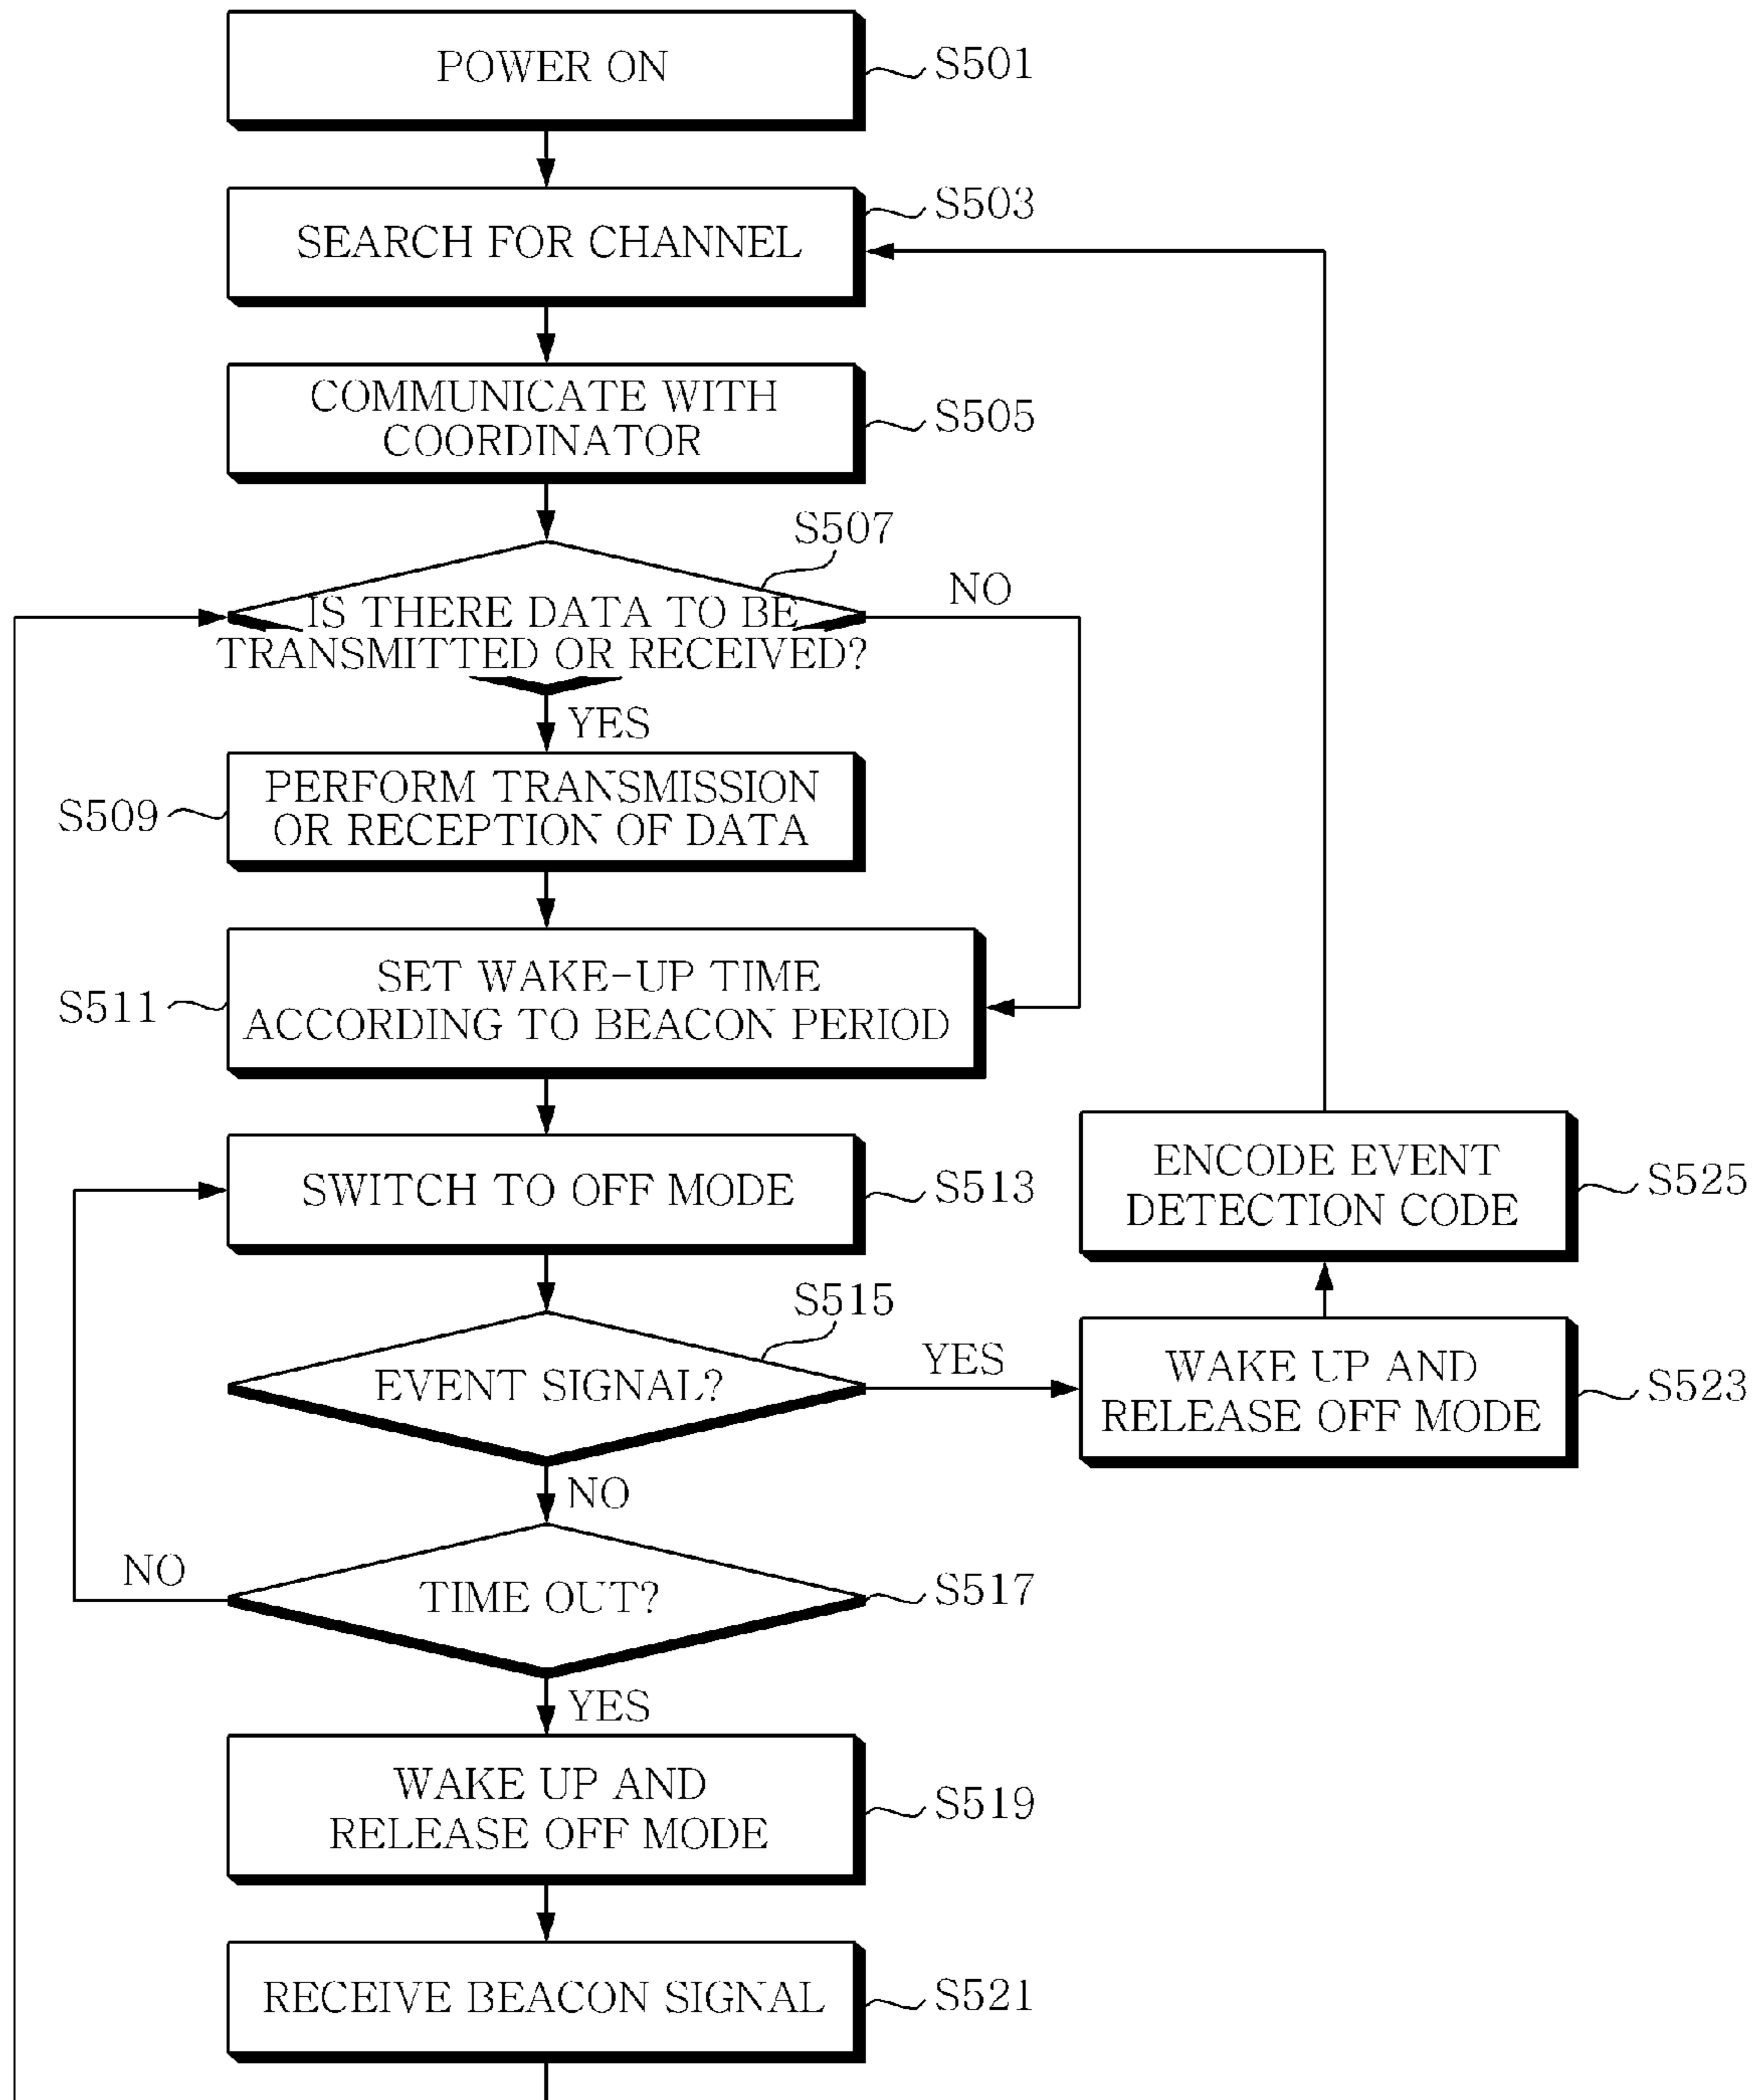 POWER ON
S501
SEARCH FOR CHANNEL
S503
COMMUNICATE WITH
COORDINATOR
S505
S507
IS THERE DATA TO BE
TRANSMITTED OR RECEIVED?
NO
YES
S509
PERFORM TRANSMISSION
OR RECEPTION OF DATA
S511
SET WAKE-UP TIME
ACCORDING TO BEACON PERIOD
SWITCH TO OFF MODE
S513
ENCODE EVENT
DETECTION CODE
S525
S515
EVENT SIGNAL?
YES
WAKE UP AND
RELEASE OFF MODE
S523
NO
NO
TIME OUT?
S517
YES
WAKE UP AND
RELEASE OFF MODE
S519
RECEIVE BEACON SIGNAL
S521